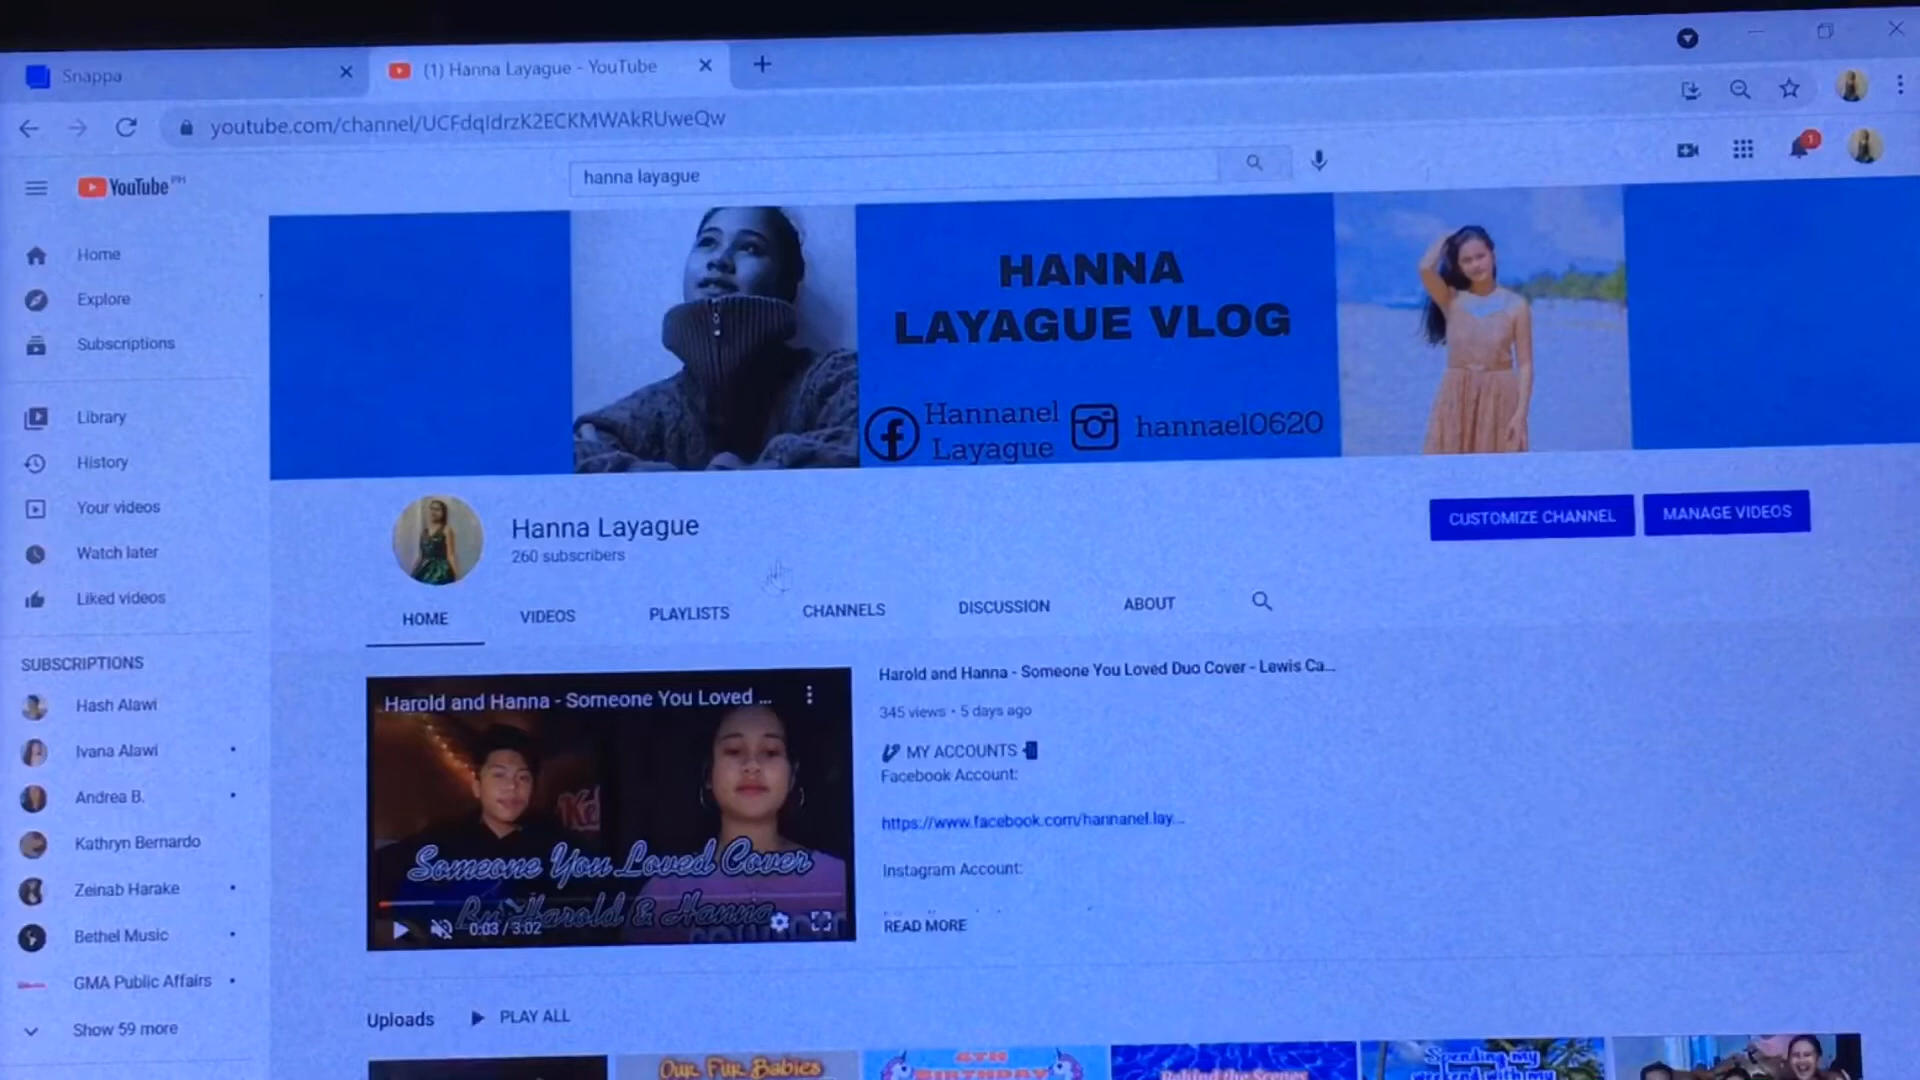 Snappa
(1) Hanna Layague - YouTube
youtube.com/channel/UCFdqIdrzK2ECKMWAkRUweQw
YouTube PH
hanna layague
1
Home
Explore
Subscriptions
Library
History
Your videos
Watch later
Liked videos
SUBSCRIPTIONS
Hash Alawi
Ivana Alawi
Andrea B.
Kathryn Bernardo
Zeinab Harake
Bethel Music
GMA Public Affairs
Show 59 more
HANNA
LAYAGUE VLOG
Hannanel
Layague
hannael0620
Hanna Layague
260 subscribers
CUSTOMIZE CHANNEL
MANAGE VIDEOS
HOME
VIDEOS
PLAYLISTS
CHANNELS
DISCUSSION
ABOUT
Harold and Hanna - Someone You Loved ...
Someone You Loved Cover
By Harold & Hanna
0:03 / 3:02
Harold and Hanna - Someone You Loved Duo Cover - Lewis Ca...
345 views • 5 days ago
MY ACCOUNTS
Facebook Account:
https://www.facebook.com/hannanel.lay...
Instagram Account:
READ MORE
Uploads
PLAY ALL
Our Fur Babies
4TH
BIRTHDAY
Behind the Scenes
Spending my
weekend with my